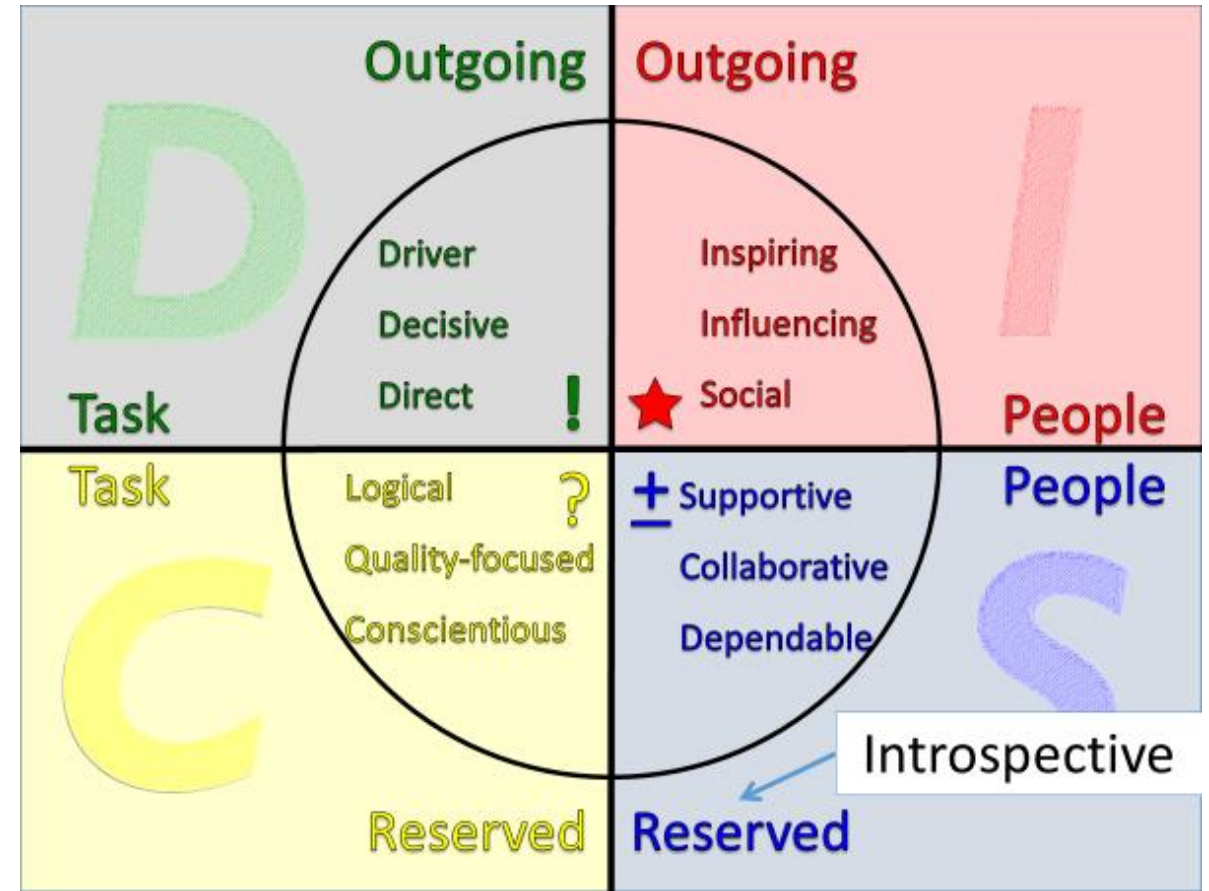 Outgoing
D
Driver
Decisive
Direct
!
Task
Outgoing
I
Inspiring
Influencing
Social
People
Task
Logical
?
Quality-focused
Conscientious
C
Reserved
People
± Supportive
Collaborative
Dependable
S
Introspective
Reserved